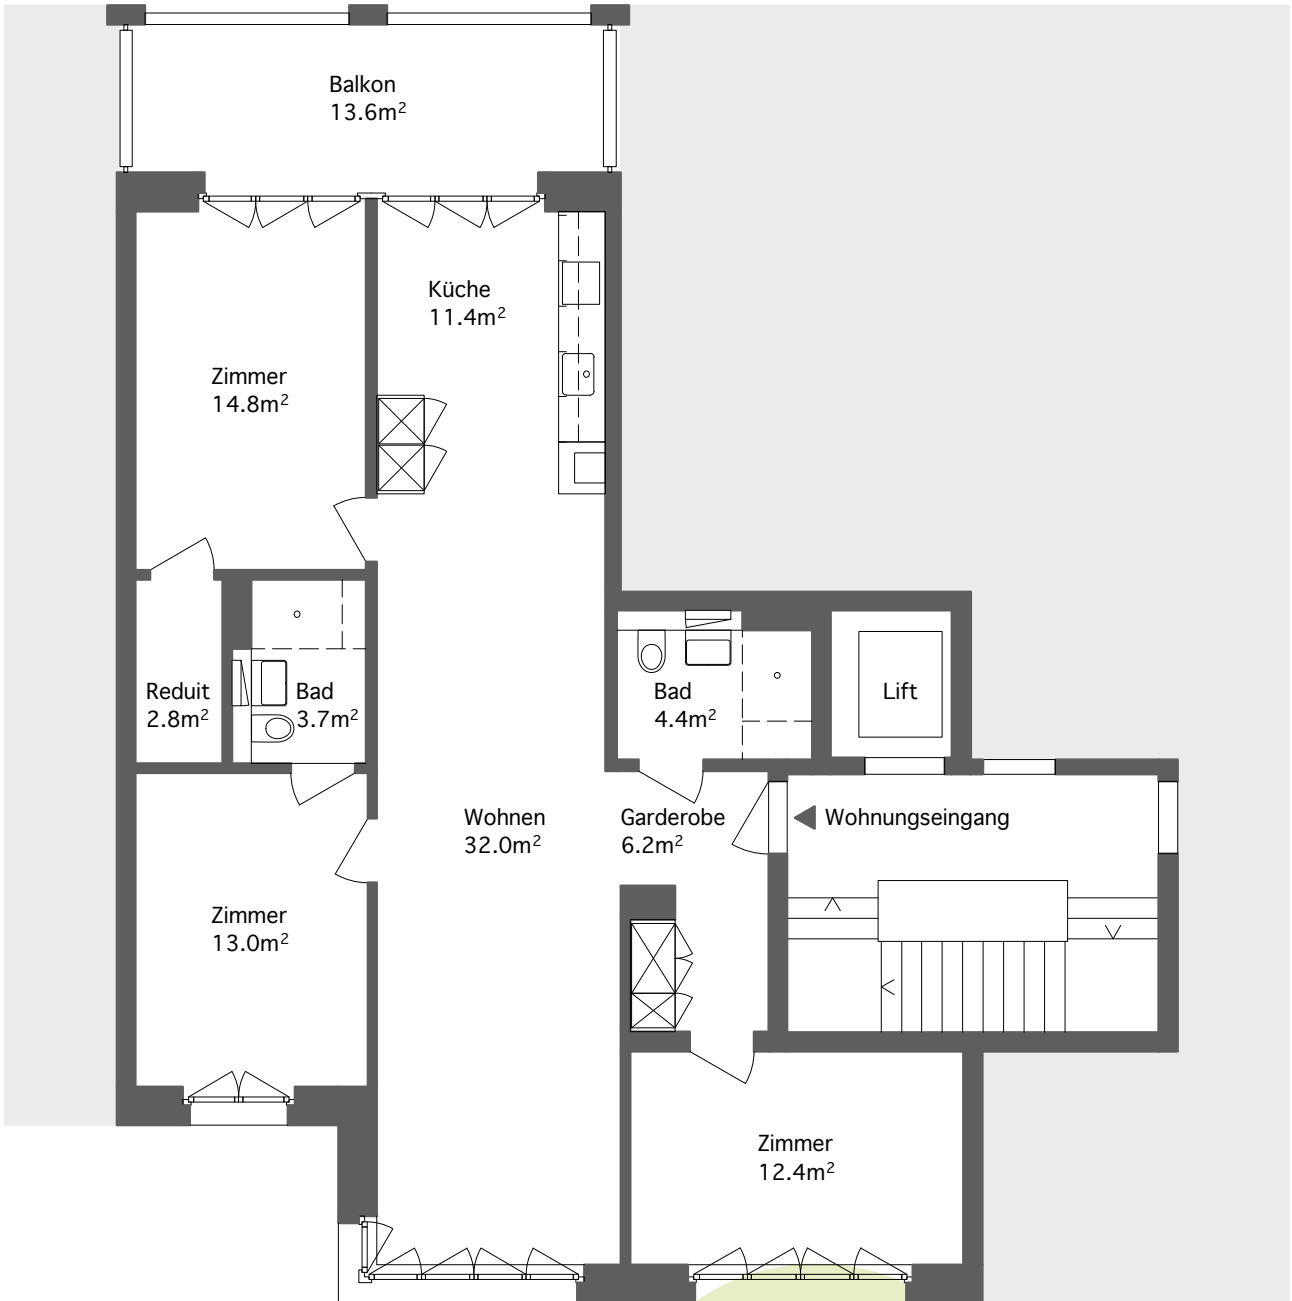 Balkon
13.6m²
Küche
11.4m²
Zimmer
14.8m²
Reduit
2.8m²
Bad
3.7m²
Bad
4.4m²
Lift
Wohnen
32.0m²
Garderobe
6.2m²
Wohnungseingang
Zimmer
13.0m²
Zimmer
12.4m²